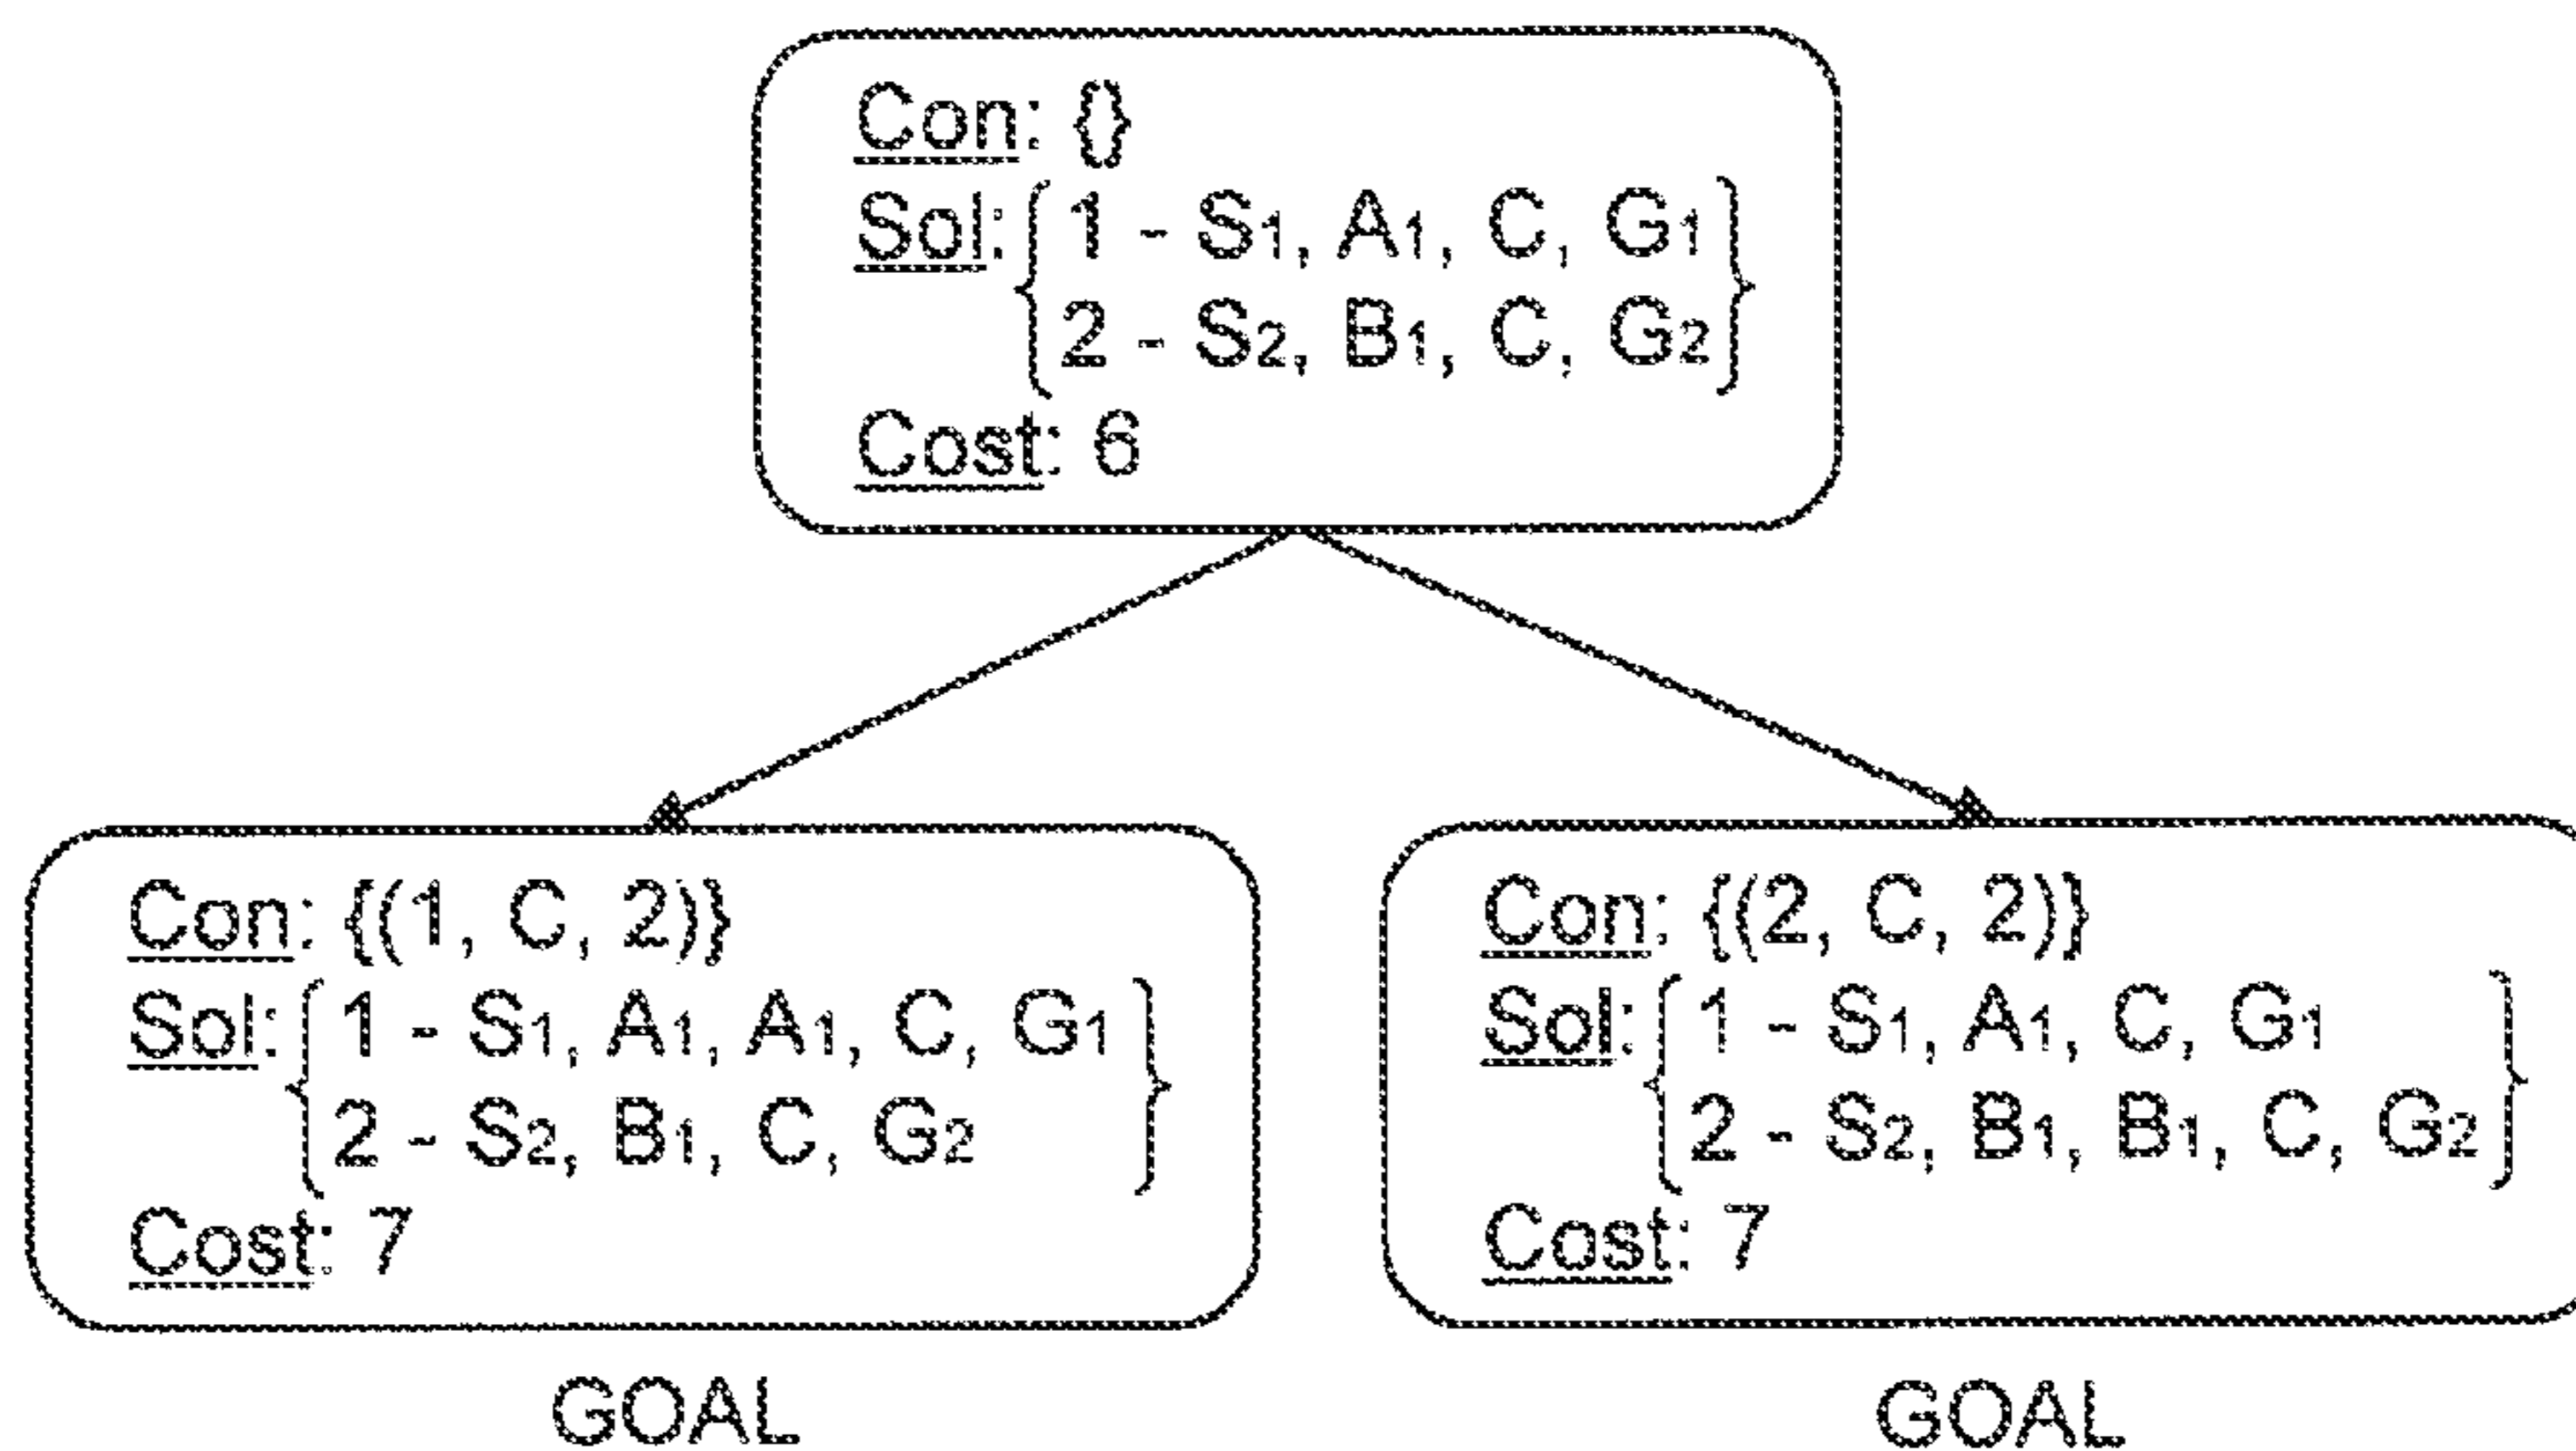 Con: {}
Sol: { 1 - S1, A1, C, G1
2 - S2, B1, C, G2 }
Cost: 6
Con: {(1, C, 2)}
Sol: { 1 - S1, A1, A1, C, G1
2 - S2, B1, C, G2 }
Cost: 7
GOAL
Con: {(2, C, 2)}
Sol: { 1 - S1, A1, C, G1
2 - S2, B1, B1, C, G2 }
Cost: 7
GOAL